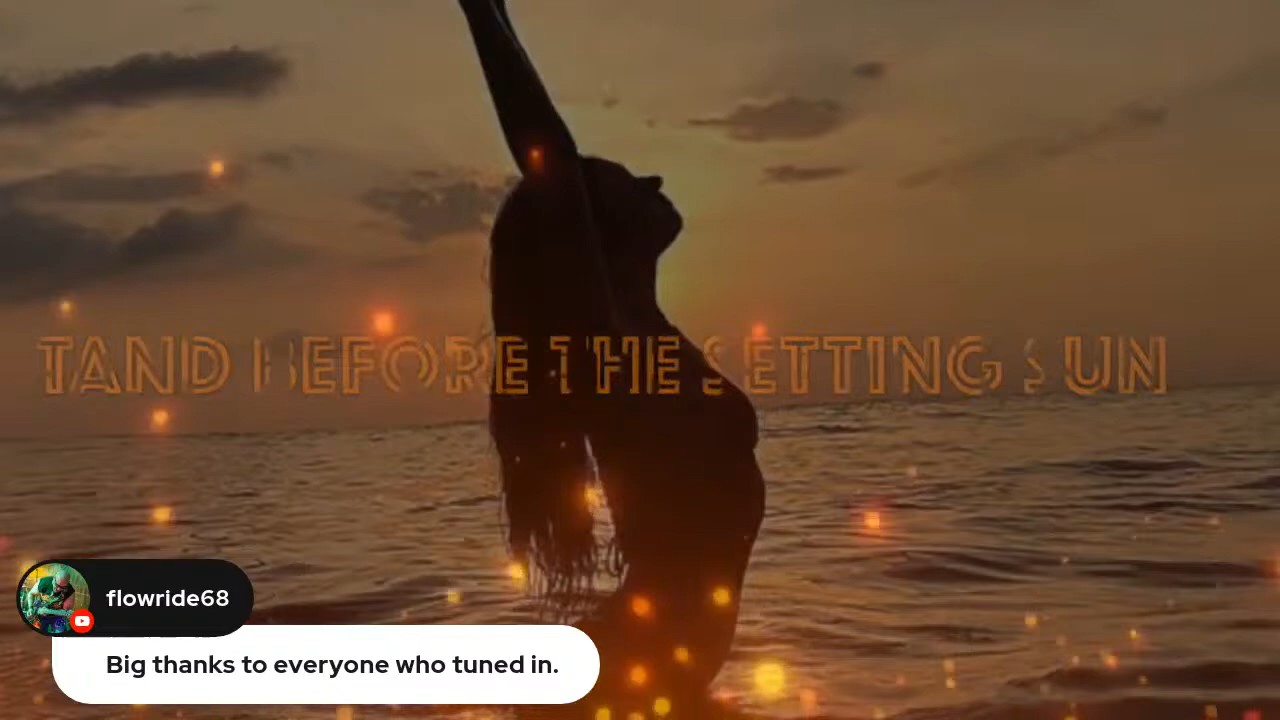 TAND BEFORE THE SETTING SUN
flowride68
Big thanks to everyone who tuned in.